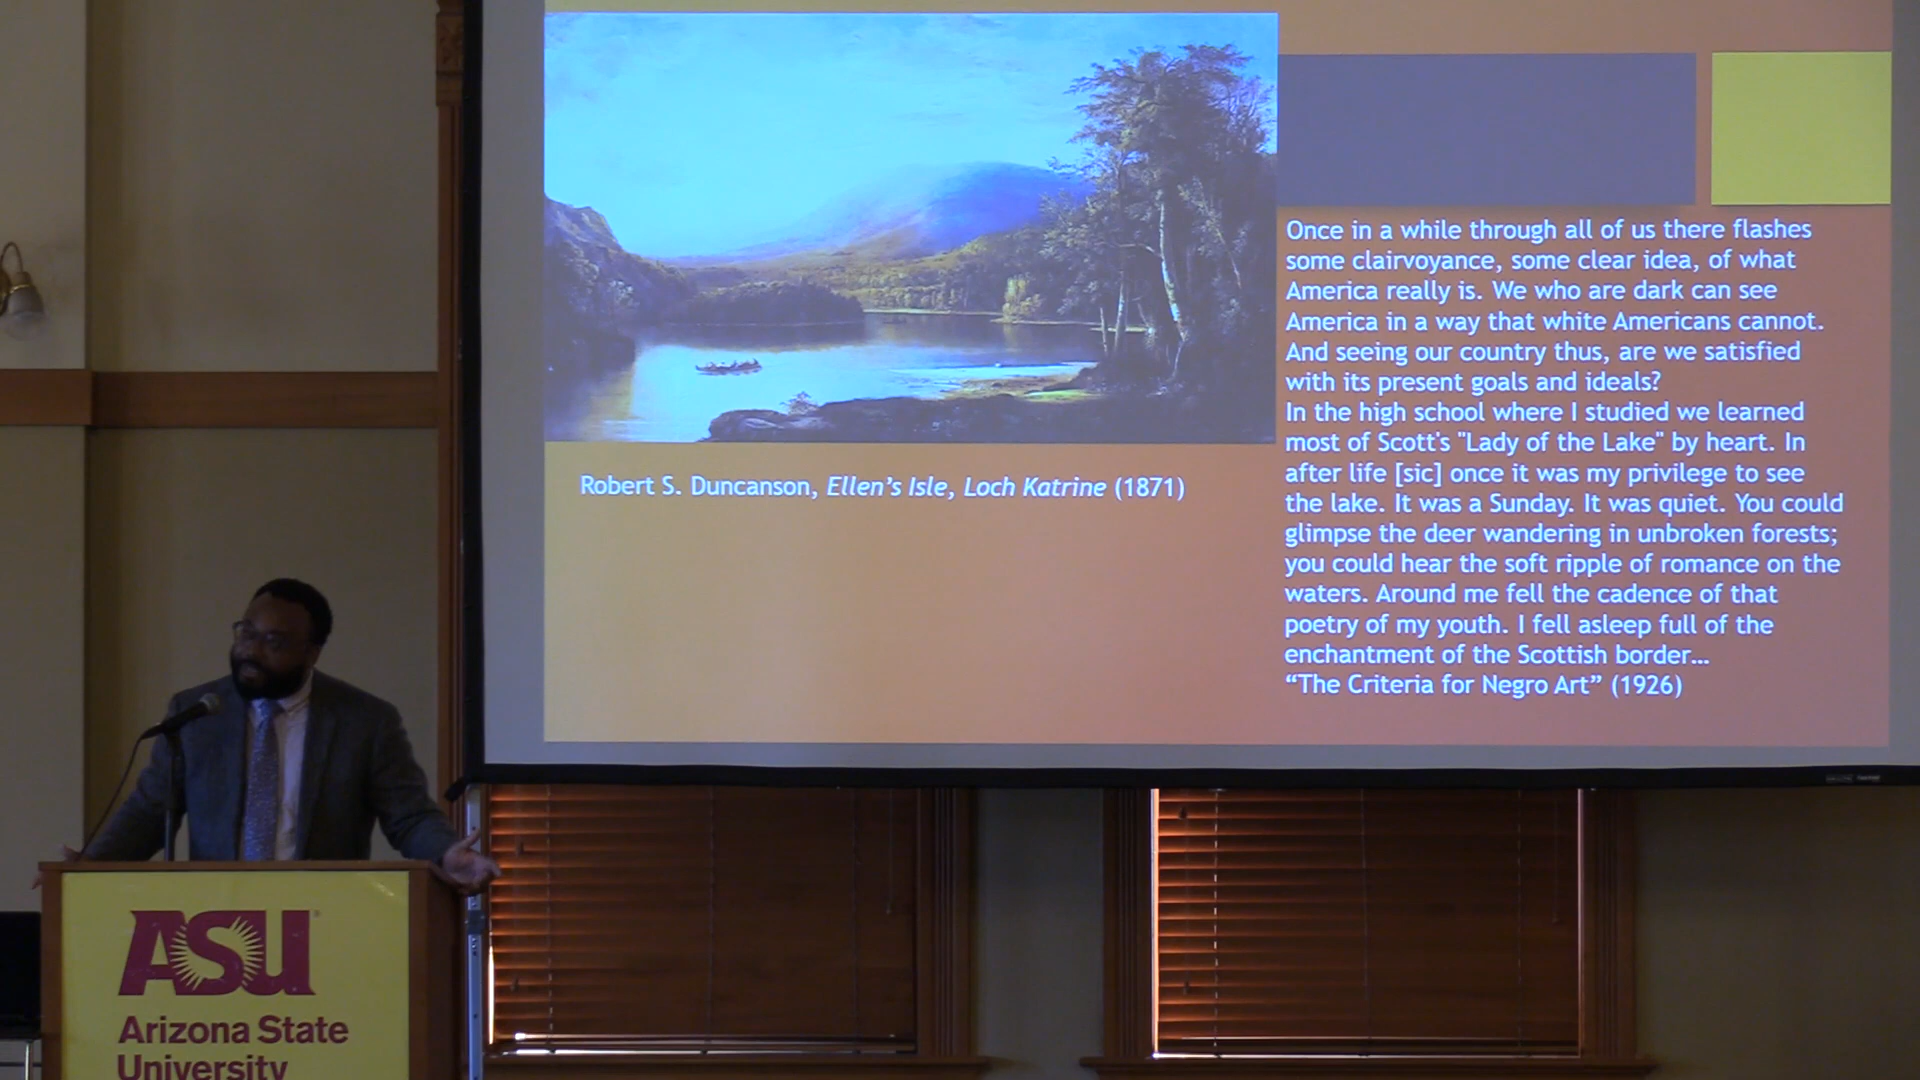 Once in a while through all of us there flashes
some clairvoyance, some clear idea, of what
America really is. We who are dark can see
America in a way that white Americans cannot.
And seeing our country thus, are we satisfied
with its present goals and ideals?
In the high school where I studied we learned
most of Scott's "Lady of the Lake" by heart. In
after life [sic] once it was my privilege to see
the lake. It was a Sunday. It was quiet. You could
glimpse the deer wandering in unbroken forests;
you could hear the soft ripple of romance on the
waters. Around me fell the cadence of that
poetry of my youth. I fell asleep full of the
enchantment of the Scottish border…
“The Criteria for Negro Art” (1926)
Robert S. Duncanson, Ellen’s Isle, Loch Katrine (1871)
ASU
Arizona State
University